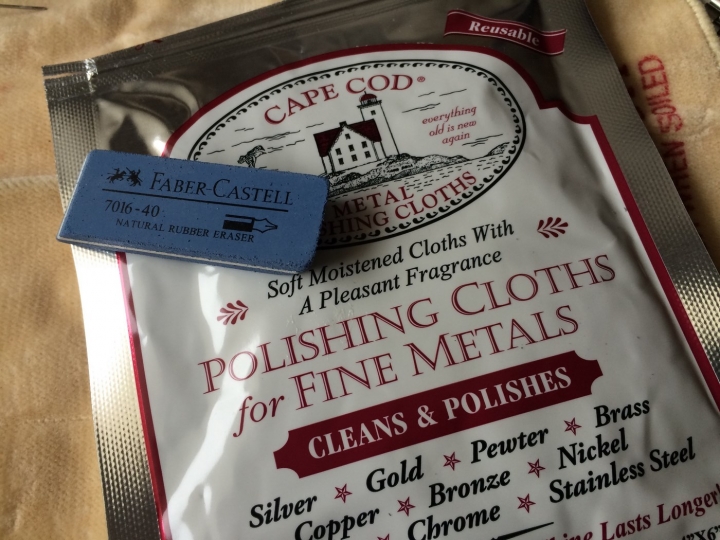 Reusable
CAPE COD®
everything
old is new
again
METAL
SHING CLOTHS
FABER-CASTELL
7016-40
NATURAL RUBBER ERASER
Soft Moistened Cloths With
A Pleasant Fragrance
POLISHING CLOTHS
for FINE METALS
CLEANS & POLISHES
Silver ☆ Gold ☆ Pewter ☆ Brass
Copper ☆ Bronze ☆ Nickel
Chrome ☆ Stainless Steel
ine Lasts Longer!
WHEN SOILED